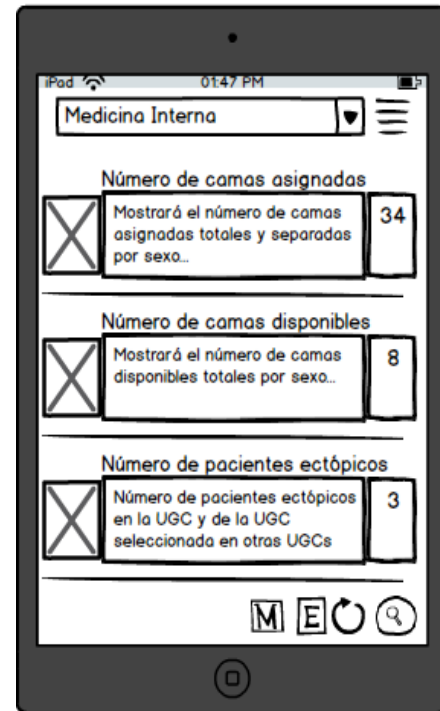 iPad 01:47 PM
Medicina Interna
Número de camas asignadas
Mostrará el número de camas
asignadas totales y separadas
por sexo...
34
Número de camas disponibles
Mostrará el número de camas
disponibles totales por sexo...
8
Número de pacientes ectópicos
Número de pacientes ectópicos
en la UGC y de la UGC
seleccionada en otras UGCs
3
M E